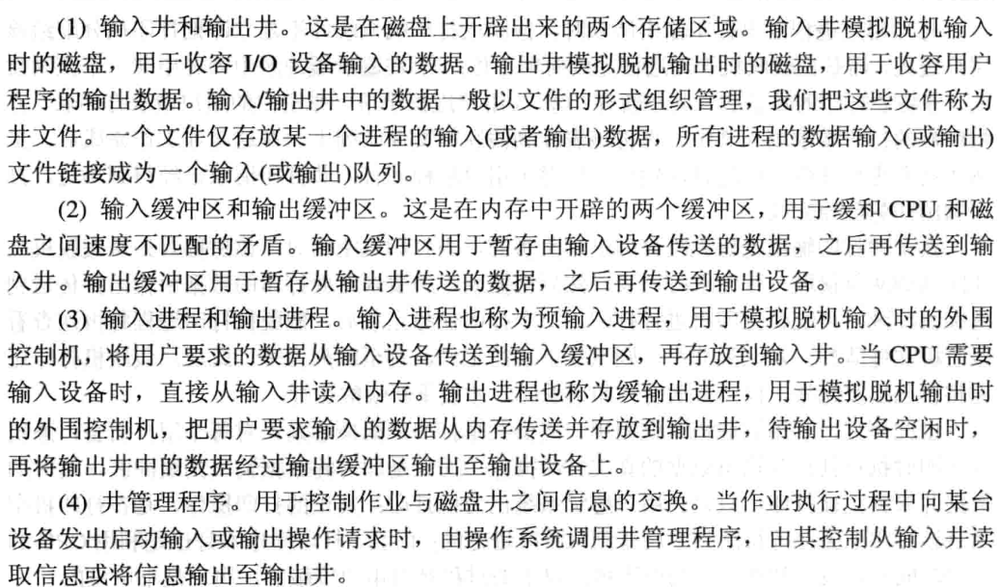 (1) 输入井和输出井。这是在磁盘上开辟出来的两个存储区域。输入井模拟脱机输入
时的磁盘，用于收容 I/O 设备输入的数据。输出井模拟脱机输出时的磁盘，用于收容用户
程序的输出数据。输入/输出井中的数据一般以文件的形式组织管理，我们把这些文件称为
井文件。一个文件仅存放某一个进程的输入(或者输出)数据，所有进程的数据输入(或输出)
文件链接成为一个输入(或输出)队列。
(2) 输入缓冲区和输出缓冲区。这是在内存中开辟的两个缓冲区，用于缓和 CPU 和磁
盘之间速度不匹配的矛盾。输入缓冲区用于暂存由输入设备传送的数据，之后再传送到输
入井。输出缓冲区用于暂存从输出井传送的数据，之后再传送到输出设备。
(3) 输入进程和输出进程。输入进程也称为预输入进程，用于模拟脱机输入时的外围
控制机，将用户要求的数据从输入设备传送到输入缓冲区，再存放到输入井。当 CPU 需要
输入设备时，直接从输入井读入内存。输出进程也称为缓输出进程，用于模拟脱机输出时
的外围控制机，把用户要求输入的数据从内存传送并存放到输出井，待输出设备空闲时，
再将输出井中的数据经过输出缓冲区输出至输出设备上。
(4) 井管理程序。用于控制作业与磁盘井之间信息的交换。当作业执行过程中向某台
设备发出启动输入或输出操作请求时，由操作系统调用井管理程序，由其控制从输入井读
取信息或将信息输出至输出井。